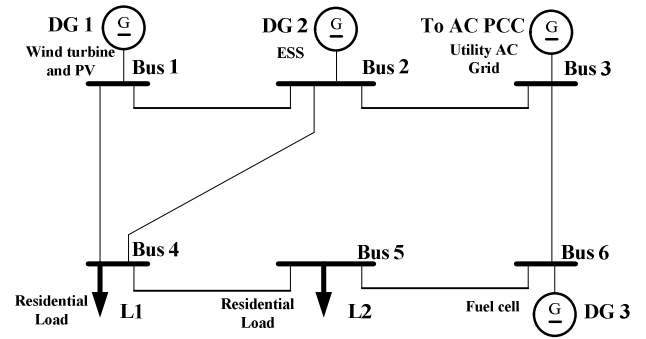 DG 1
G
DG 2
G
To AC PCC
G
Wind turbine
and PV
Bus 1
ESS
Bus 2
Utility AC
Grid
Bus 3
Bus 4
Bus 5
Bus 6
Residential
Load
L1
Residential
Load
L2
Fuel cell
G
DG 3